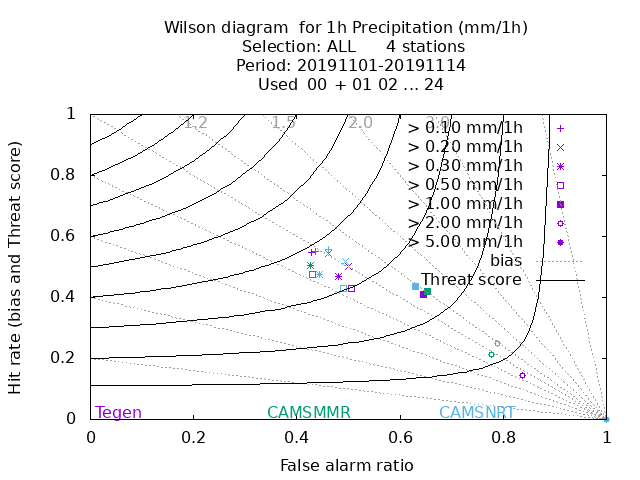 Wilson diagram  for 1h Precipitation (mm/1h)
Selection: ALL      4 stations
Period: 20191101-20191114
Used  00  + 01 02 ... 24
Hit rate (bias and Threat score)
1
0.8
0.6
0.4
0.2
0
1.2
1.5
2.0
3.0
> 0.10 mm/1h
> 0.20 mm/1h
> 0.30 mm/1h
> 0.50 mm/1h
> 1.00 mm/1h
> 2.00 mm/1h
> 5.00 mm/1h
bias
Threat score
Tegen
CAMSMMR
CAMSNRT
0
0.2
0.4
0.6
0.8
1
False alarm ratio